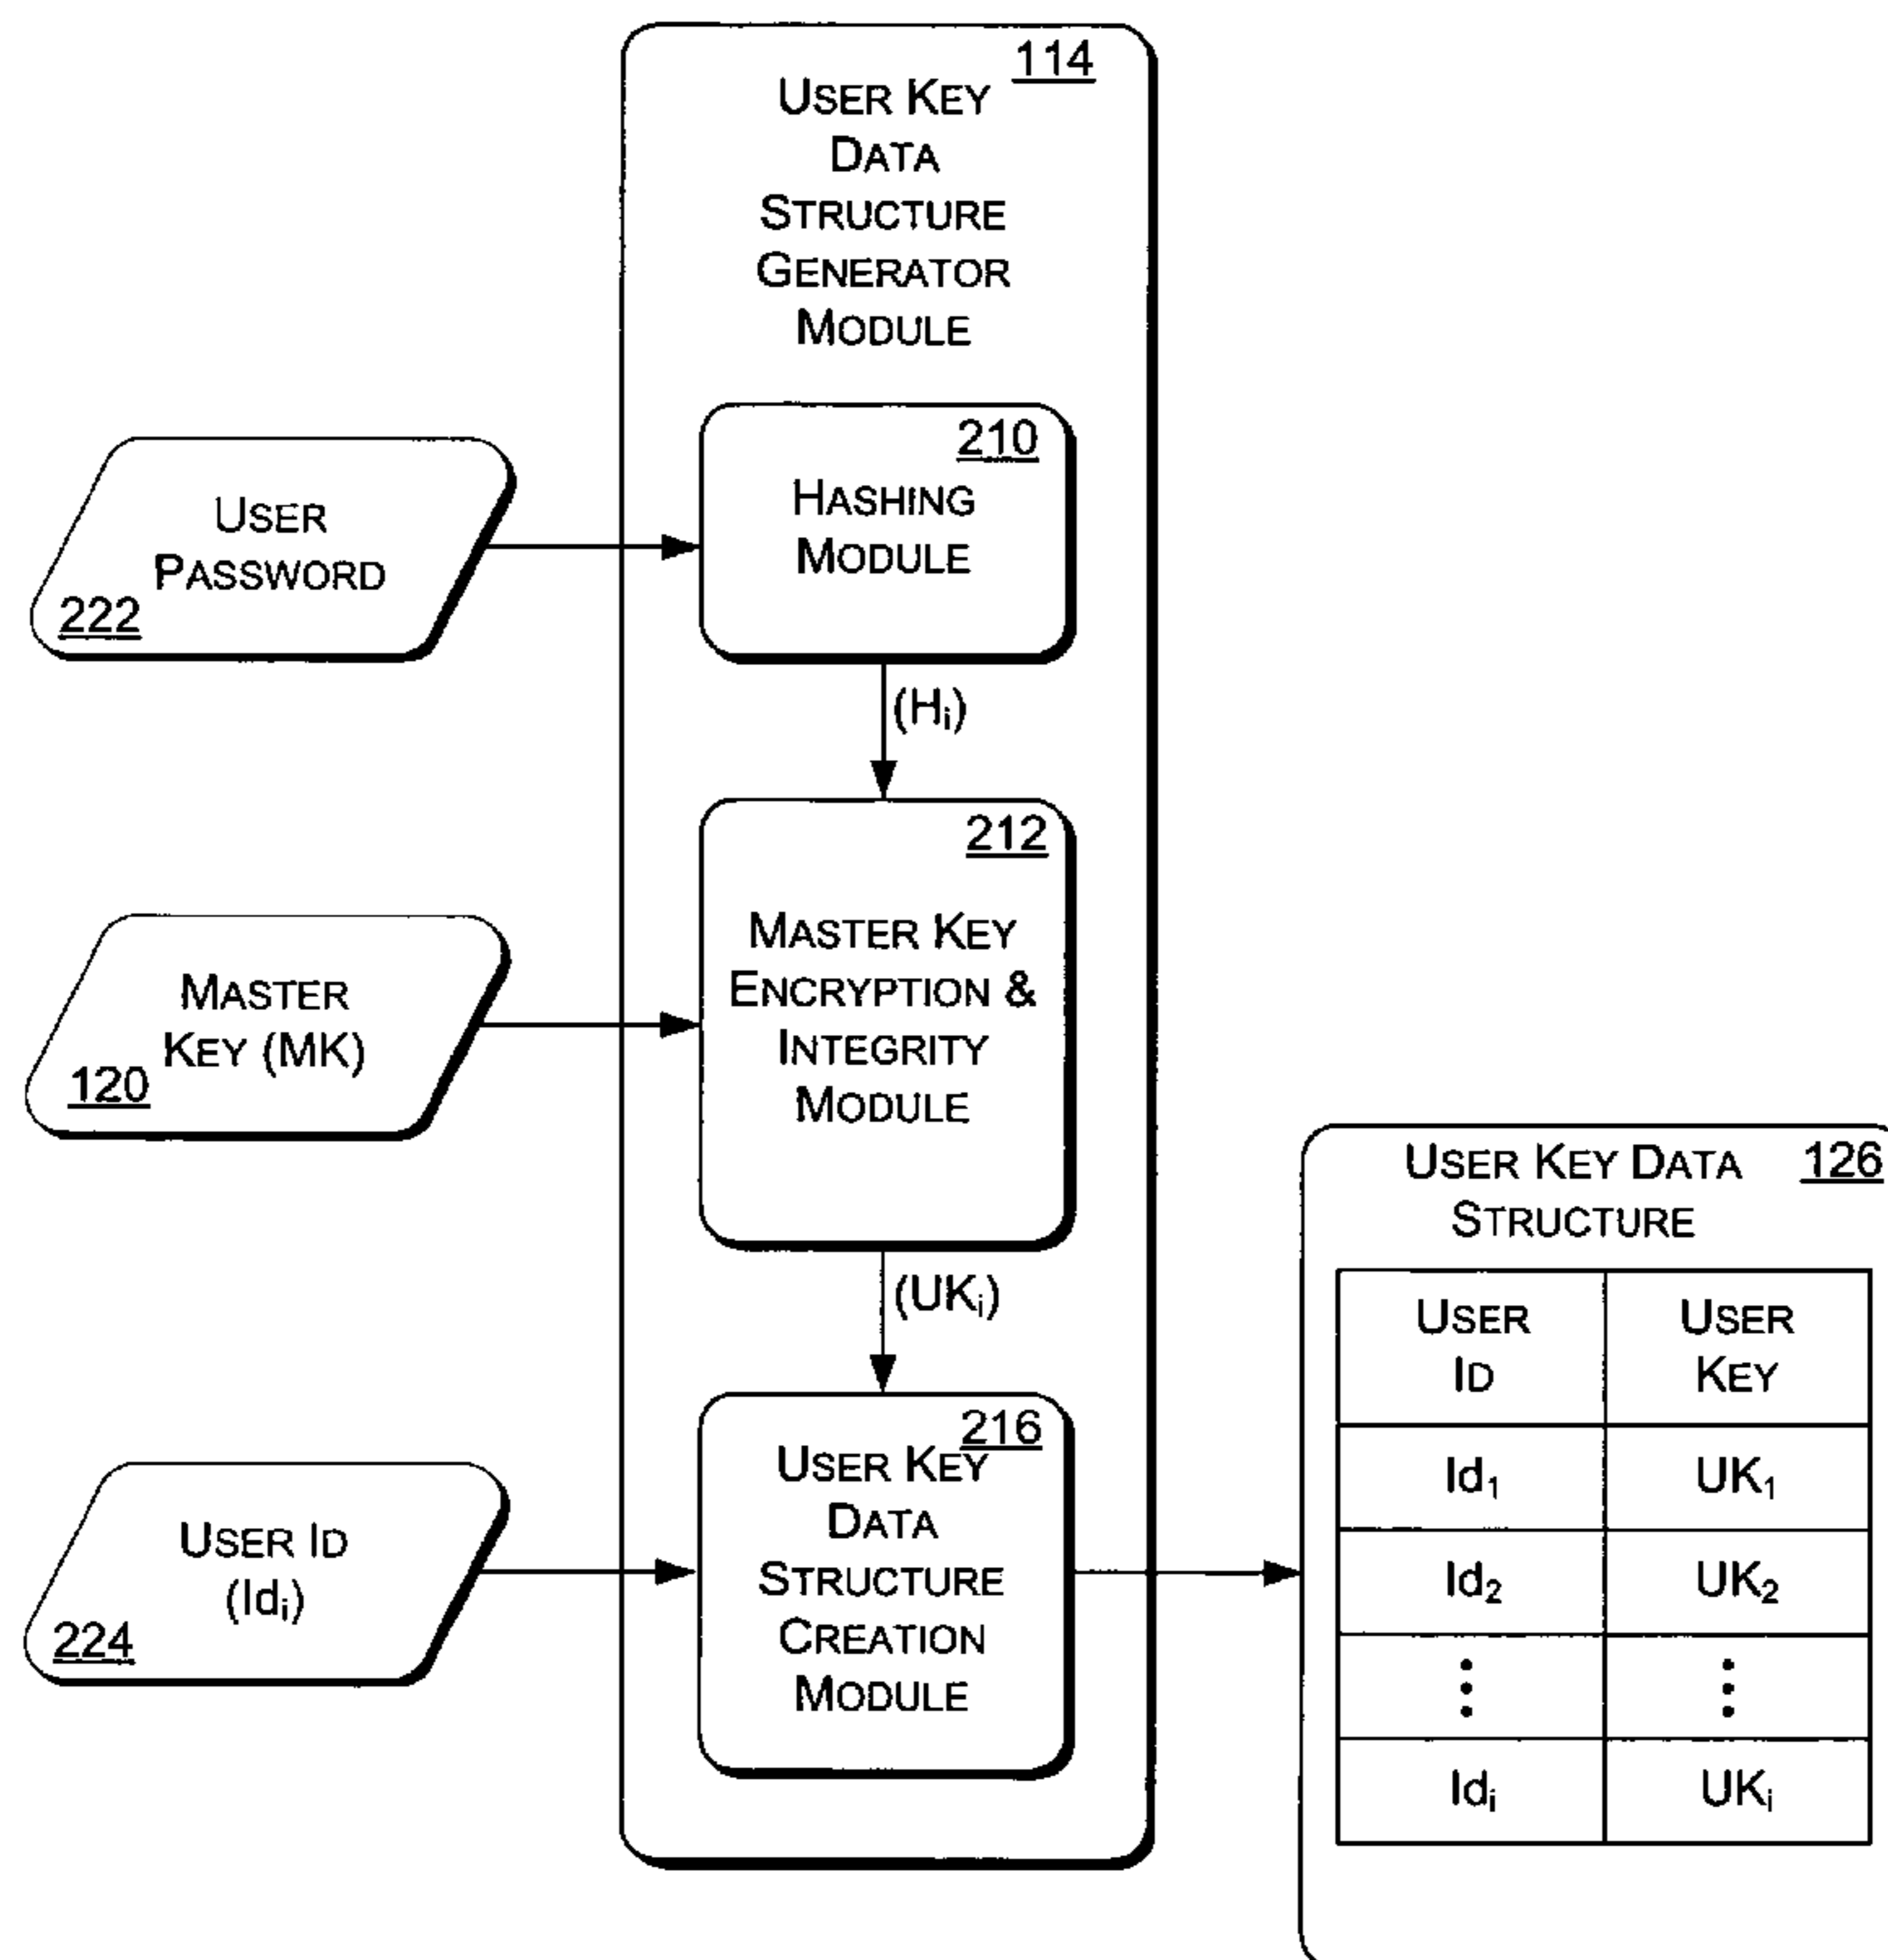 114
USER KEY
DATA
STRUCTURE
GENERATOR
MODULE
210
HASHING
MODULE
USER
PASSWORD
222
(Hᵢ)
212
MASTER KEY
ENCRYPTION &
INTEGRITY
MODULE
MASTER
KEY (MK)
120
(UKᵢ)
216
USER KEY
DATA
STRUCTURE
CREATION
MODULE
USER ID
(Idᵢ)
224
USER KEY DATA 126
STRUCTURE
USER ID USER KEY
Id₁ UK₁
Id₂ UK₂
⋮ ⋮
Idᵢ UKᵢ